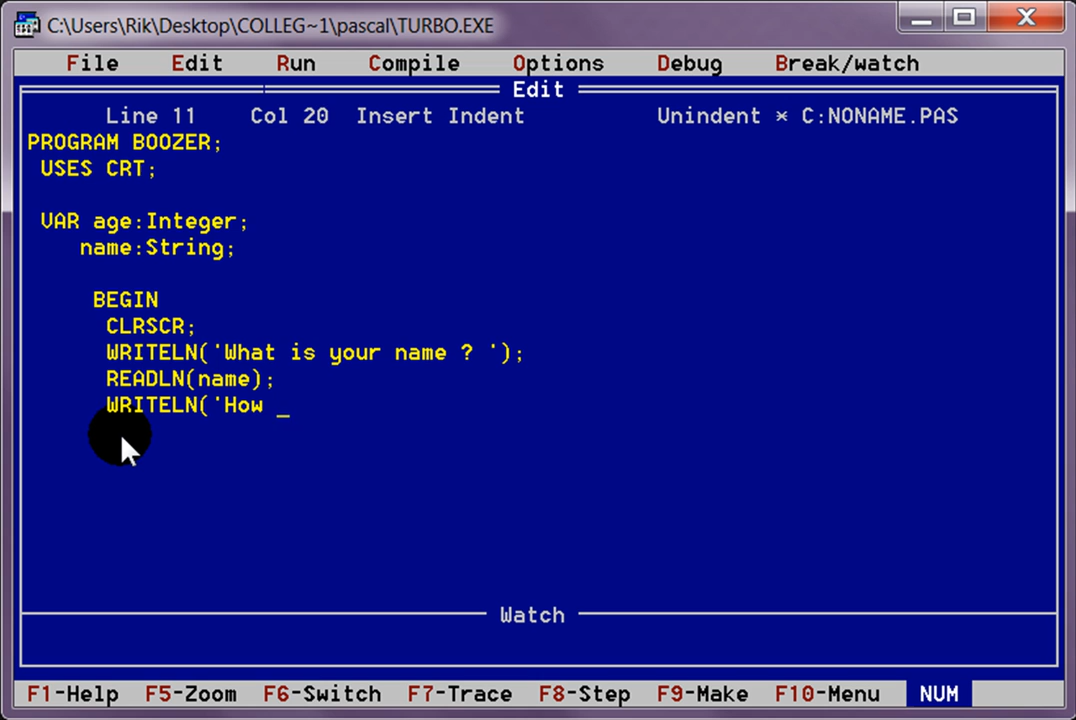 C:\Users\Rik\Desktop\COLLEG~1\pascal\TURBO.EXE
File Edit Run Compile Options Debug Break/watch
Edit
Line 11 Col 20 Insert Indent Unindent * C:NONAME.PAS
PROGRAM BOOZER;
USES CRT;
VAR age:Integer;
name:String;
BEGIN
CLRSCR;
WRITELN('What is your name ? ');
READLN(name);
WRITELN('How _
Watch
F1-Help F5-Zoom F6-Switch F7-Trace F8-Step F9-Make F10-Menu NUM